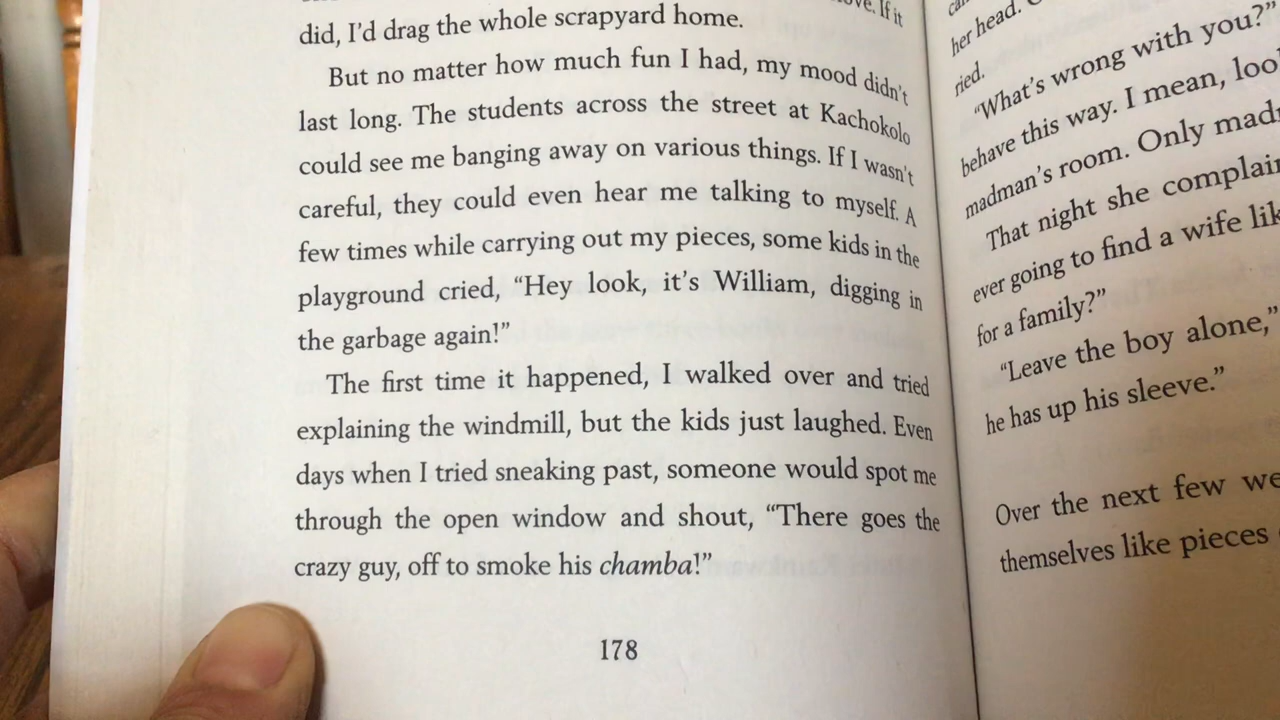 ove. If it
did, I'd drag the whole scrapyard home.
But no matter how much fun I had, my mood didn't
last long. The students across the street at Kachokolo
could see me banging away on various things. If I wasn't
careful, they could even hear me talking to myself. A
few times while carrying out my pieces, some kids in the
playground cried, “Hey look, it's William, digging in
the garbage again!”
The first time it happened, I walked over and tried
explaining the windmill, but the kids just laughed. Even
days when I tried sneaking past, someone would spot me
through the open window and shout, “There goes the
crazy guy, off to smoke his chamba!”
178
her head.
ried.
“What's wrong with you?”
behave this way. I mean, loo
madman's room. Only mad
That night she complai
ever going to find a wife lik
for a family?”
“Leave the boy alone,”
he has up his sleeve.”
Over the next few we
themselves like pieces